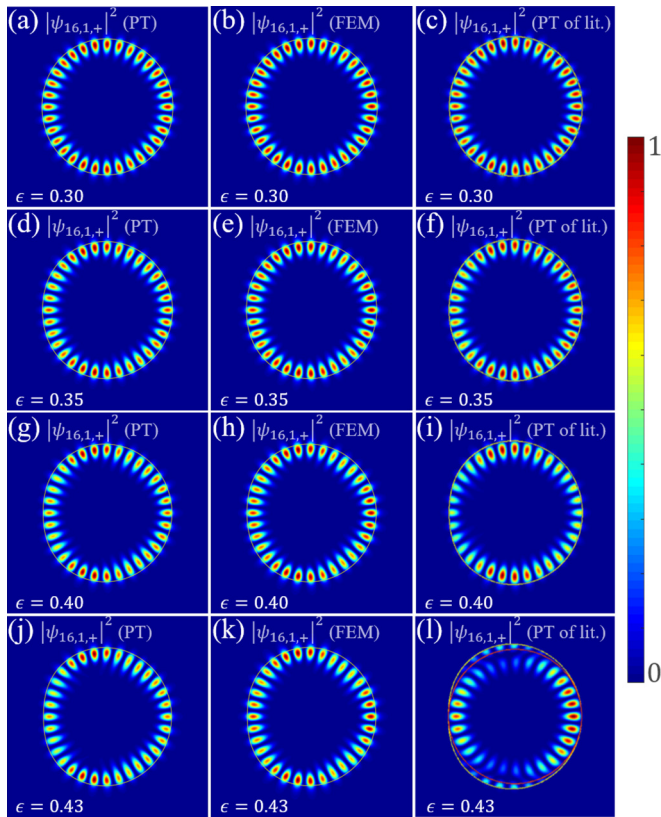 (a) |ψ₁₆,₁,₊|² (PT)
ϵ = 0.30
(b) |ψ₁₆,₁,₊|² (FEM)
ϵ = 0.30
(c) |ψ₁₆,₁,₊|² (PT of lit.)
ϵ = 0.30
(d) |ψ₁₆,₁,₊|² (PT)
ϵ = 0.35
(e) |ψ₁₆,₁,₊|² (FEM)
ϵ = 0.35
(f) |ψ₁₆,₁,₊|² (PT of lit.)
ϵ = 0.35
(g) |ψ₁₆,₁,₊|² (PT)
ϵ = 0.40
(h) |ψ₁₆,₁,₊|² (FEM)
ϵ = 0.40
(i) |ψ₁₆,₁,₊|² (PT of lit.)
ϵ = 0.40
(j) |ψ₁₆,₁,₊|² (PT)
ϵ = 0.43
(k) |ψ₁₆,₁,₊|² (FEM)
ϵ = 0.43
(l) |ψ₁₆,₁,₊|² (PT of lit.)
ϵ = 0.43
1
0